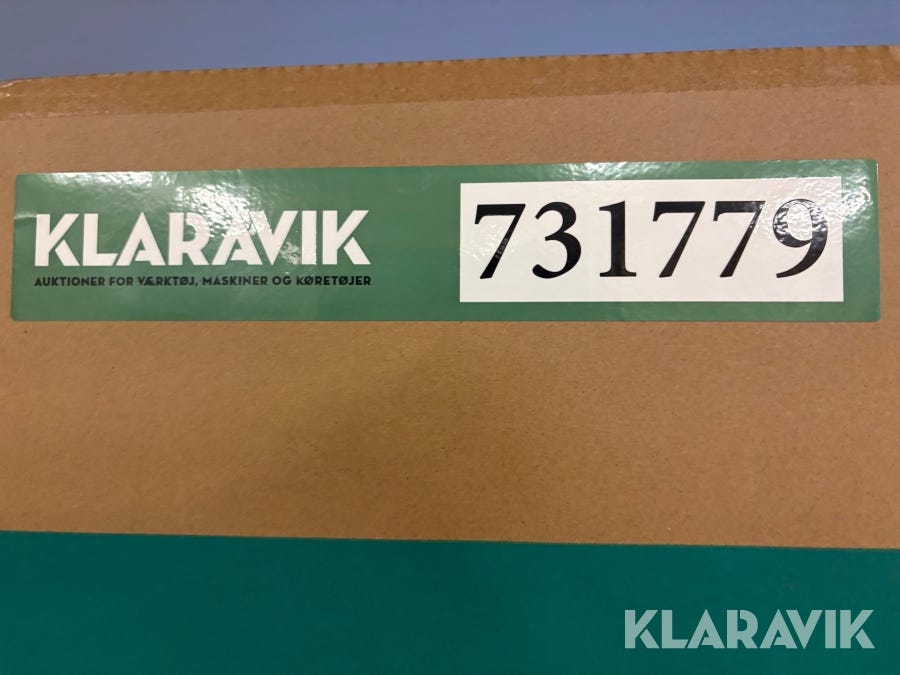 KLARAVIK
AUKTIONER FOR VÆRKTØJ, MASKINER OG KØRETØJER
731779
KLARAVIK